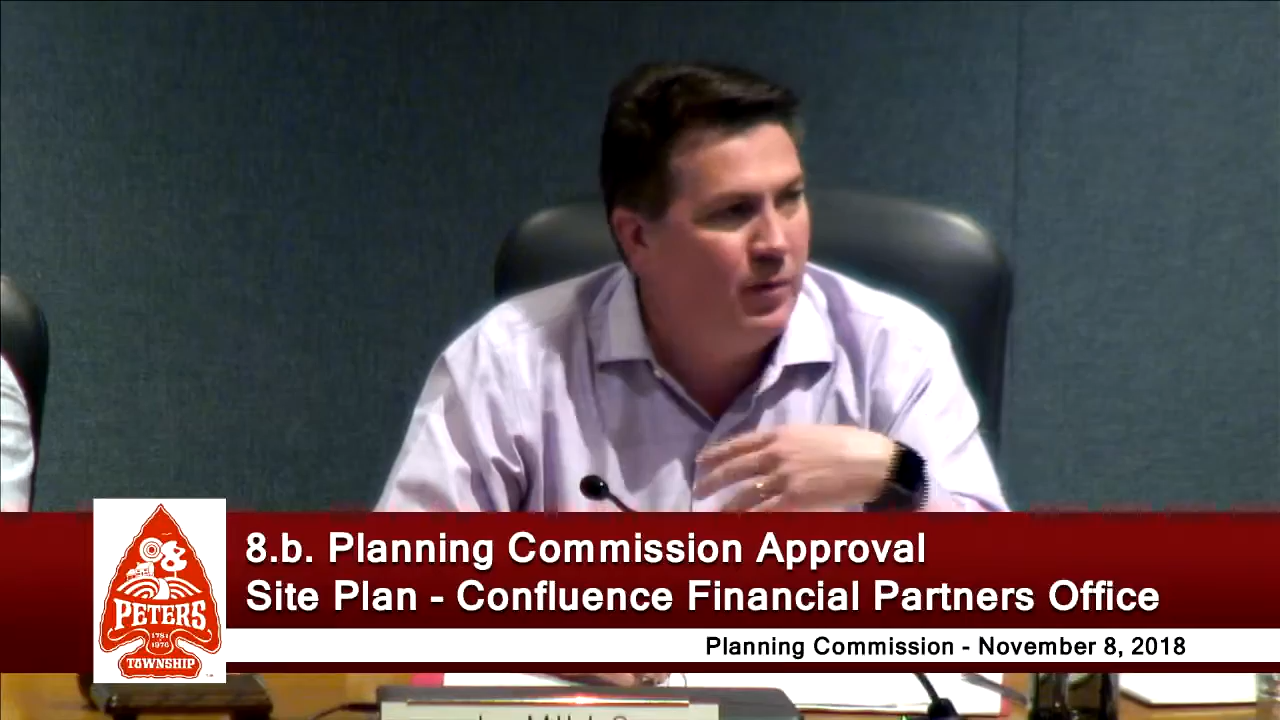 8.b. Planning Commission Approval
Site Plan - Confluence Financial Partners Office
Planning Commission - November 8, 2018
PETERS
1781
1976
TOWNSHIP